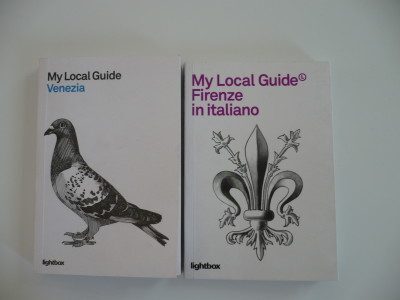 My Local Guide
Venezia
lightbox
My Local Guide©
Firenze
in italiano
lightbox